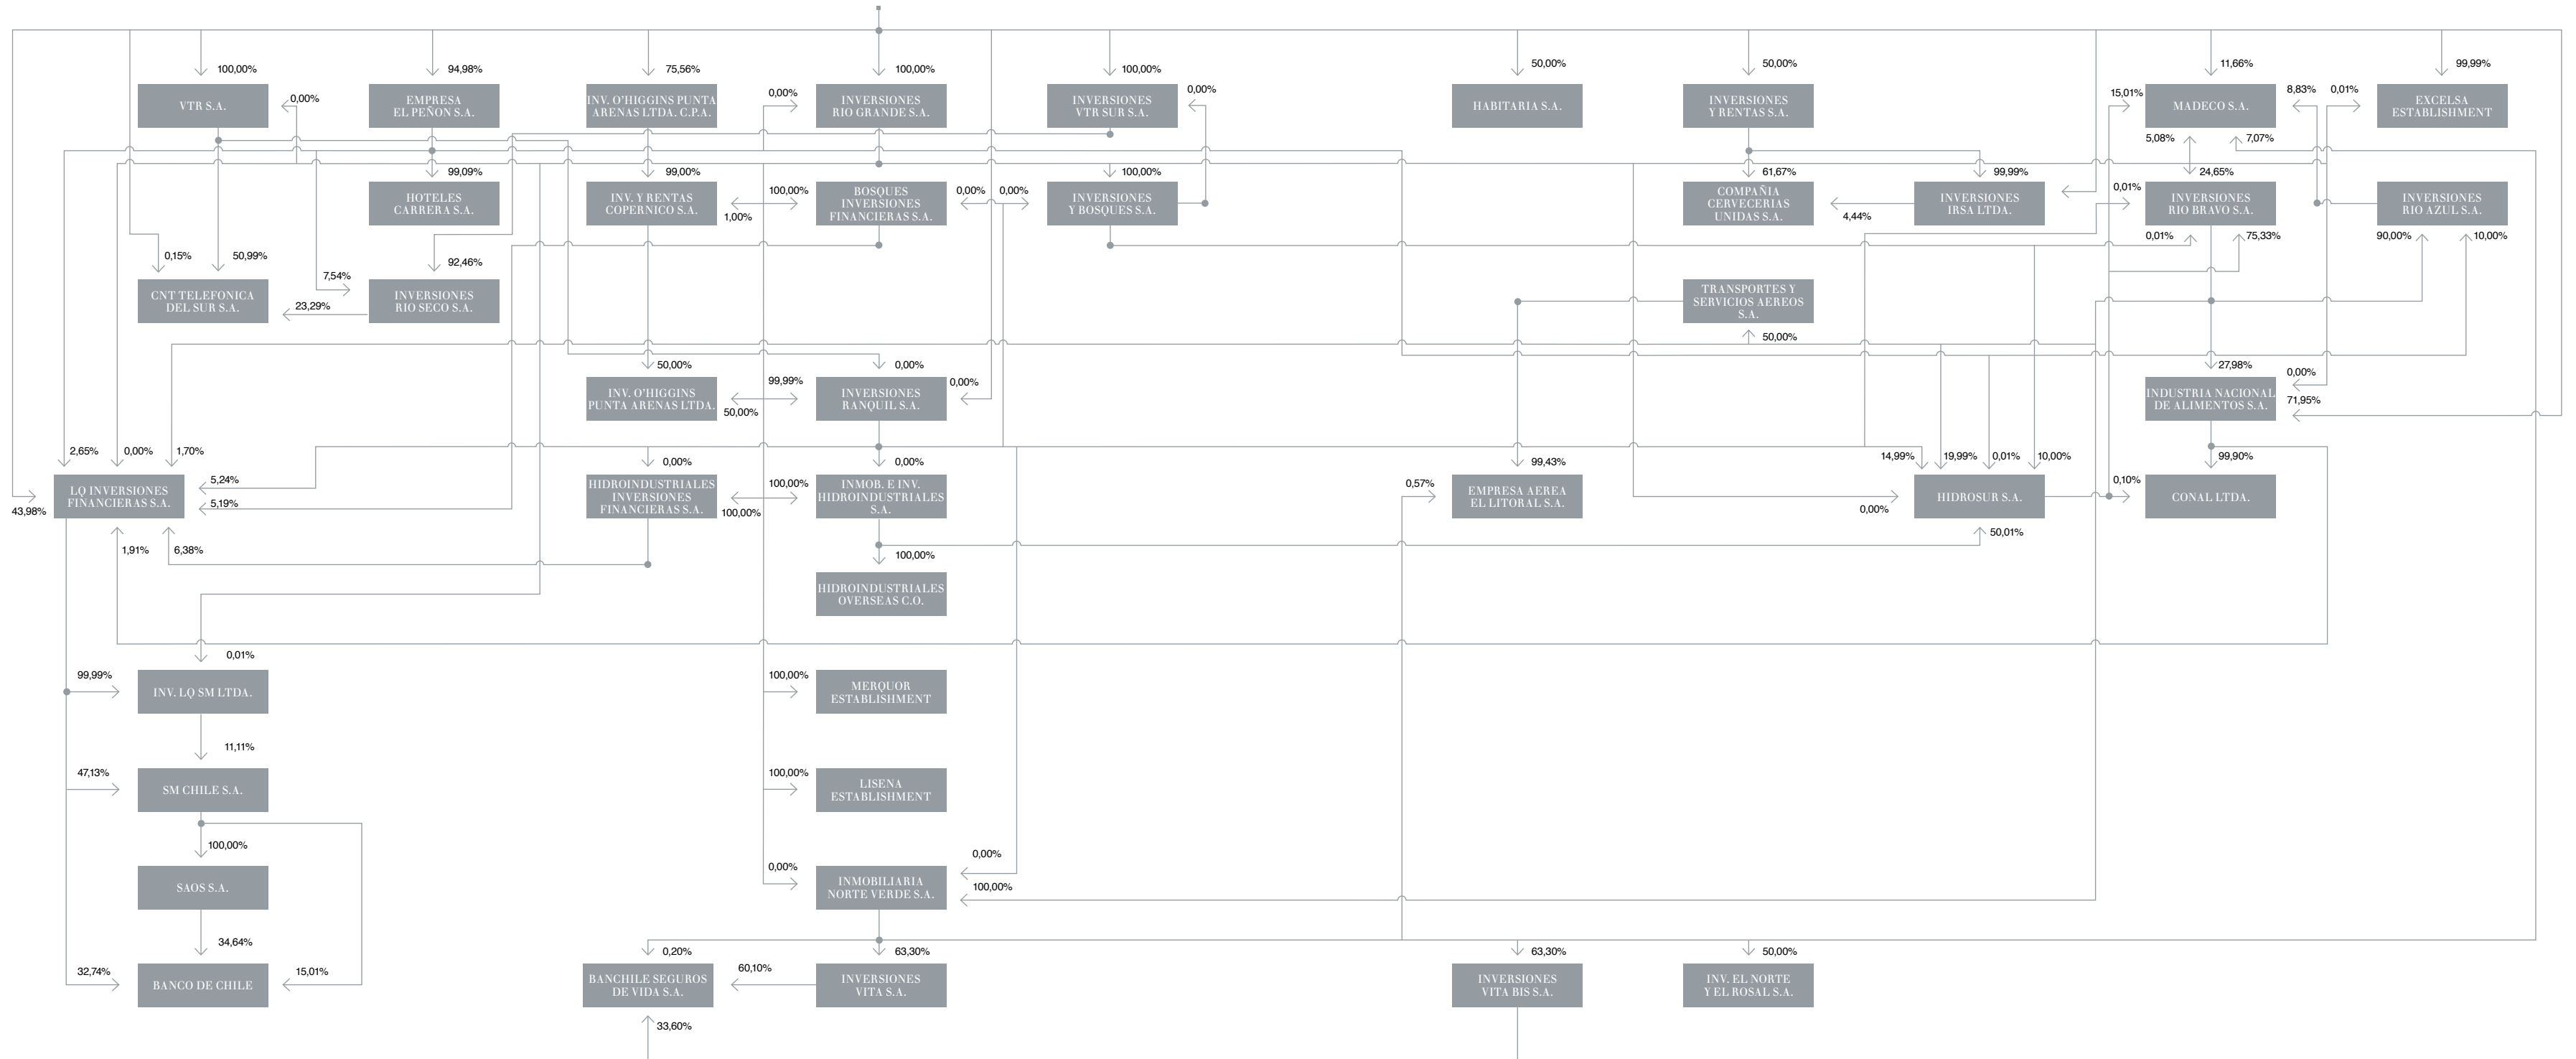 100,00%
94,98%
75,56%
100,00%
100,00%
50,00%
50,00%
11,66%
99,99%
VTR S.A.
0,00%
EMPRESA
EL PEÑON S.A.
INV. O'HIGGINS PUNTA
ARENAS LTDA. C.P.A.
0,00%
INVERSIONES
RIO GRANDE S.A.
INVERSIONES
VTR SUR S.A.
0,00%
HABITARIA S.A.
INVERSIONES
Y RENTAS S.A.
15,01%
MADECO S.A.
8,83%
0,01%
EXCELSA
ESTABLISHMENT
5,08%
7,07%
99,09%
99,00%
100,00%
61,67%
99,99%
24,65%
HOTELES
CARRERA S.A.
INV. Y RENTAS
COPERNICO S.A.
100,00%
1,00%
BOSQUES
INVERSIONES
FINANCIERAS S.A.
0,00%
0,00%
INVERSIONES
Y BOSQUES S.A.
COMPAÑIA
CERVECERIAS
UNIDAS S.A.
4,44%
INVERSIONES
IRSA LTDA.
0,01%
INVERSIONES
RIO BRAVO S.A.
INVERSIONES
RIO AZUL S.A.
0,01%
75,33%
90,00%
10,00%
0,15%
50,99%
92,46%
7,54%
CNT TELEFONICA
DEL SUR S.A.
23,29%
INVERSIONES
RIO SECO S.A.
TRANSPORTES Y
SERVICIOS AEREOS
S.A.
50,00%
50,00%
0,00%
27,98%
INV. O'HIGGINS
PUNTA ARENAS LTDA.
99,99%
50,00%
INVERSIONES
RANQUIL S.A.
0,00%
INDUSTRIA NACIONAL
DE ALIMENTOS S.A.
0,00%
71,95%
2,65%
0,00%
1,70%
0,00%
0,00%
99,43%
14,99%
19,99%
0,01%
10,00%
99,90%
43,98%
LQ INVERSIONES
FINANCIERAS S.A.
5,24%
5,19%
HIDROINDUSTRIALES
INVERSIONES
FINANCIERAS S.A.
100,00%
100,00%
INMOB. E INV.
HIDROINDUSTRIALES
S.A.
0,57%
EMPRESA AEREA
EL LITORAL S.A.
0,00%
HIDROSUR S.A.
0,10%
CONAL LTDA.
1,91%
6,38%
100,00%
50,01%
HIDROINDUSTRIALES
OVERSEAS C.O.
0,01%
99,99%
INV. LQ SM LTDA.
100,00%
MERQUOR
ESTABLISHMENT
11,11%
47,13%
SM CHILE S.A.
100,00%
LISENA
ESTABLISHMENT
100,00%
SAOS S.A.
0,00%
INMOBILIARIA
NORTE VERDE S.A.
0,00%
100,00%
34,64%
0,20%
63,30%
63,30%
50,00%
32,74%
BANCO DE CHILE
15,01%
BANCHILE SEGUROS
DE VIDA S.A.
60,10%
INVERSIONES
VITA S.A.
INVERSIONES
VITA BIS S.A.
INV. EL NORTE
Y EL ROSAL S.A.
33,60%